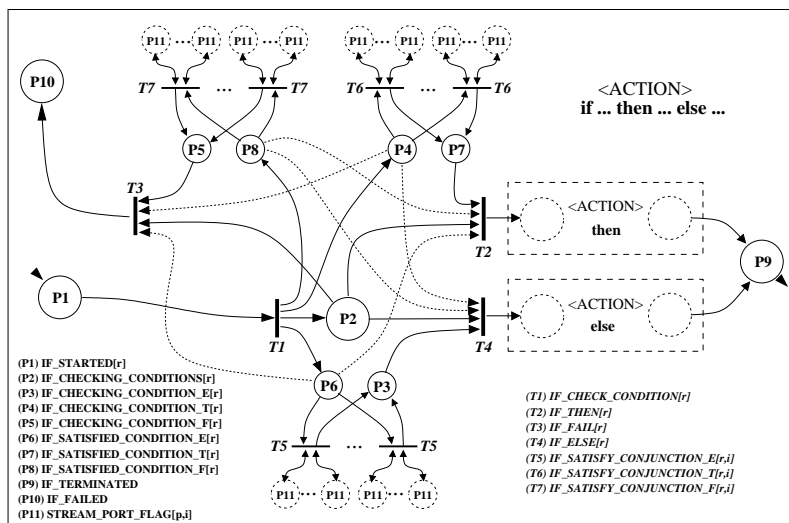 P11 ... P11 P11 ... P11 P11 ... P11 P11 ... P11
P10
T7 ... T7 T6 ... T6
<ACTION>
if ... then ... else ...
P5 P8 P4 P7
T3
<ACTION>
then
T2
P9
P1
P2
<ACTION>
else
T1
T4
P6 P3
T5 ... T5
P11 ... P11 P11 ... P11
(P1) IF_STARTED[r]
(P2) IF_CHECKING_CONDITIONS[r]
(P3) IF_CHECKING_CONDITION_E[r]
(P4) IF_CHECKING_CONDITION_T[r]
(P5) IF_CHECKING_CONDITION_F[r]
(P6) IF_SATISFIED_CONDITION_E[r]
(P7) IF_SATISFIED_CONDITION_T[r]
(P8) IF_SATISFIED_CONDITION_F[r]
(P9) IF_TERMINATED
(P10) IF_FAILED
(P11) STREAM_PORT_FLAG[p,i]
(T1) IF_CHECK_CONDITION[r]
(T2) IF_THEN[r]
(T3) IF_FAIL[r]
(T4) IF_ELSE[r]
(T5) IF_SATISFY_CONJUNCTION_E[r,i]
(T6) IF_SATISFY_CONJUNCTION_T[r,i]
(T7) IF_SATISFY_CONJUNCTION_F[r,i]